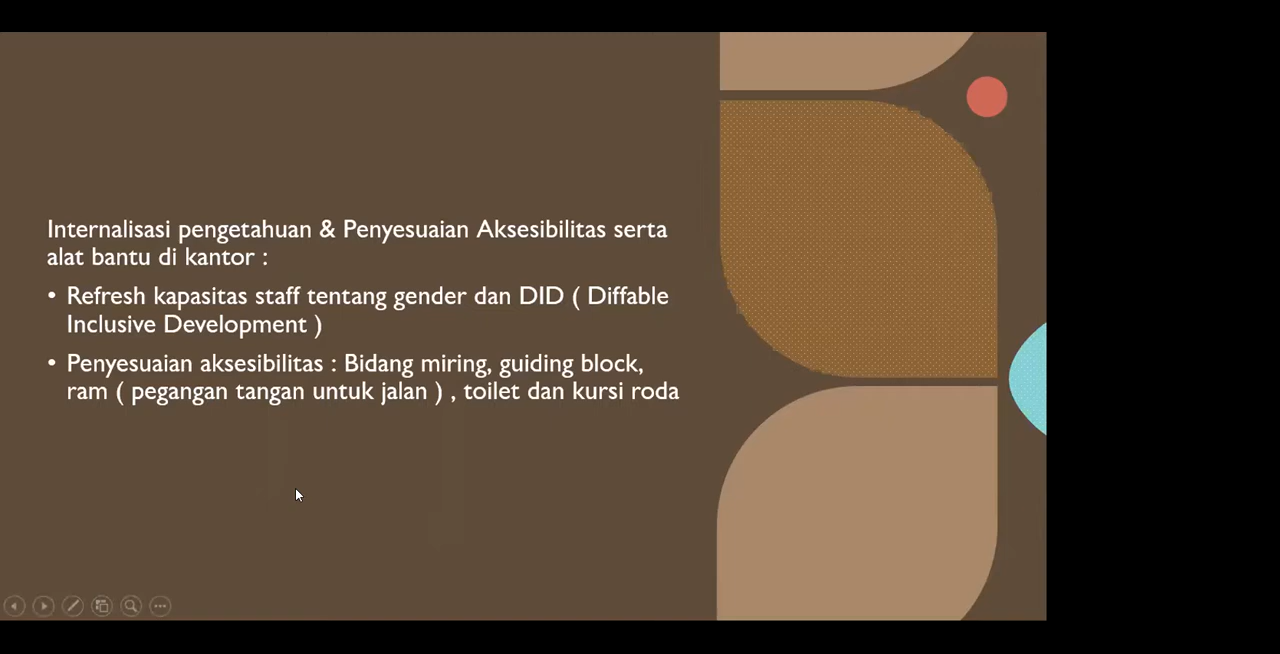 Internalisasi pengetahuan & Penyesuaian Aksesibilitas serta
alat bantu di kantor :
• Refresh kapasitas staff tentang gender dan DID ( Diffable
Inclusive Development )
• Penyesuaian aksesibilitas : Bidang miring, guiding block,
ram ( pegangan tangan untuk jalan ) , toilet dan kursi roda